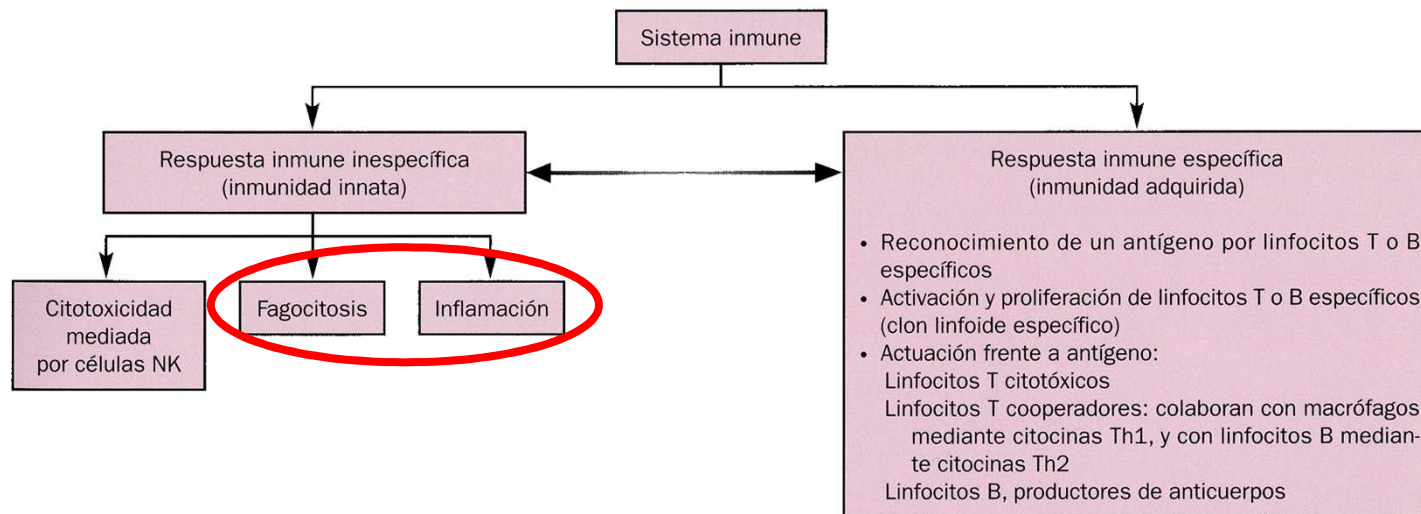 Sistema inmune
Respuesta inmune inespecífica
(inmunidad innata)
Citotoxicidad
mediada
por células NK
Fagocitosis
Inflamación
Respuesta inmune específica
(inmunidad adquirida)
• Reconocimiento de un antígeno por linfocitos T o B
específicos
• Activación y proliferación de linfocitos T o B específicos
(clon linfoide específico)
• Actuación frente a antígeno:
Linfocitos T citotóxicos
Linfocitos T cooperadores: colaboran con macrófagos
mediante citocinas Th1, y con linfocitos B median-
te citocinas Th2
Linfocitos B, productores de anticuerpos